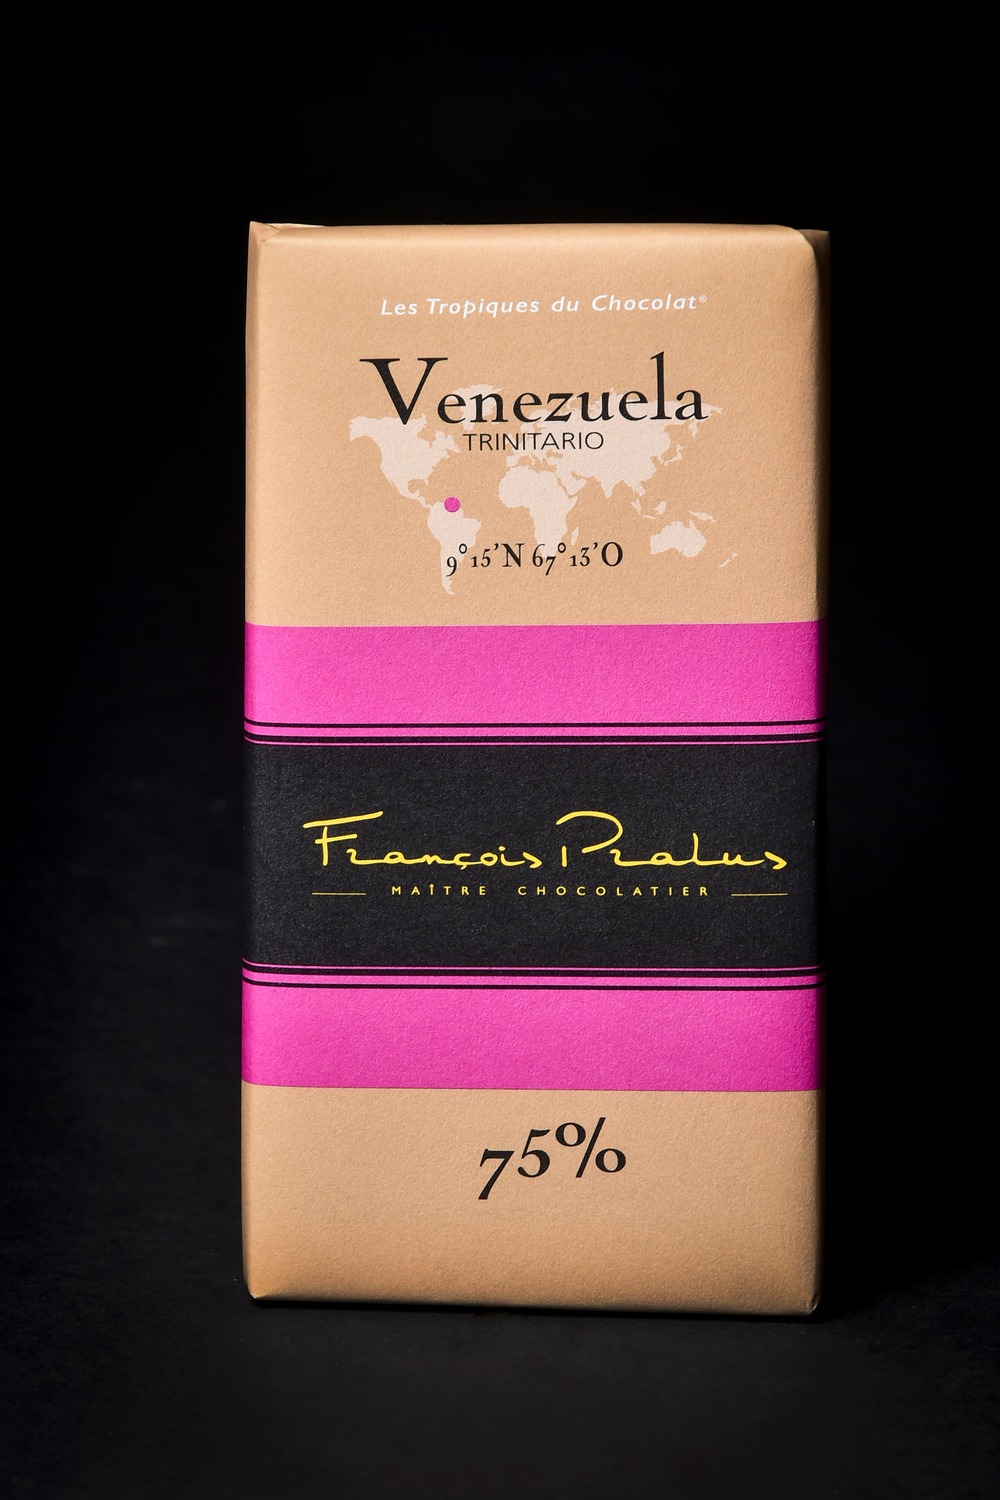 Les Tropiques du Chocolat®
Venezuela
TRINITARIO
9°15’N 67°13’O
François Pralus
MAÎTRE CHOCOLATIER
75%